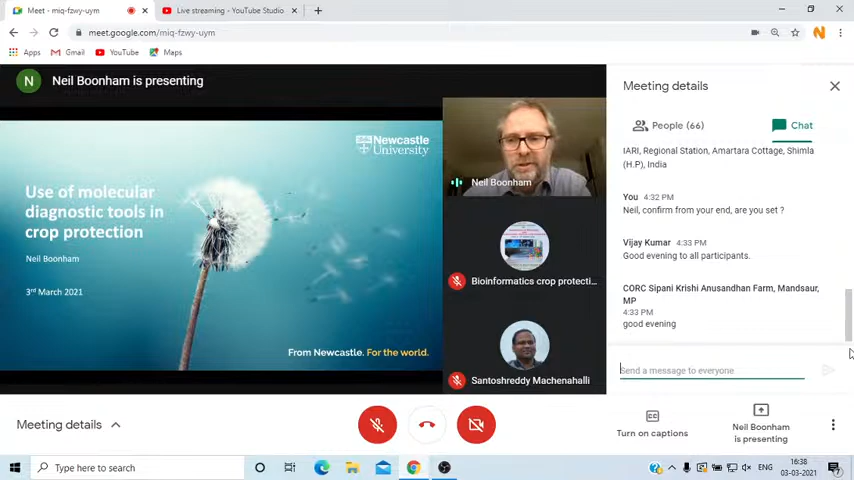 Meet - miq-fzwy-uym
Live streaming - YouTube Studio
meet.google.com/miq-fzwy-uym
Apps
Gmail
YouTube
Maps
N
Neil Boonham is presenting
Newcastle
University
Use of molecular
diagnostic tools in
crop protection
Neil Boonham
3rd March 2021
From Newcastle. For the world.
Neil Boonham
Bioinformatics crop protecti...
Santoshreddy Machenahalli
Meeting details
People (66)
Chat
IARI, Regional Station, Amartara Cottage, Shimla
(H.P), India
You 4:32 PM
Neil, confirm from your end, are you set ?
Vijay Kumar 4:33 PM
Good evening to all participants.
CORC Sipani Krishi Anusandhan Farm, Mandsaur,
MP
4:33 PM
good evening
Send a message to everyone
Meeting details
Turn on captions
Neil Boonham
is presenting
Type here to search
ENG
16:38
03-03-2021